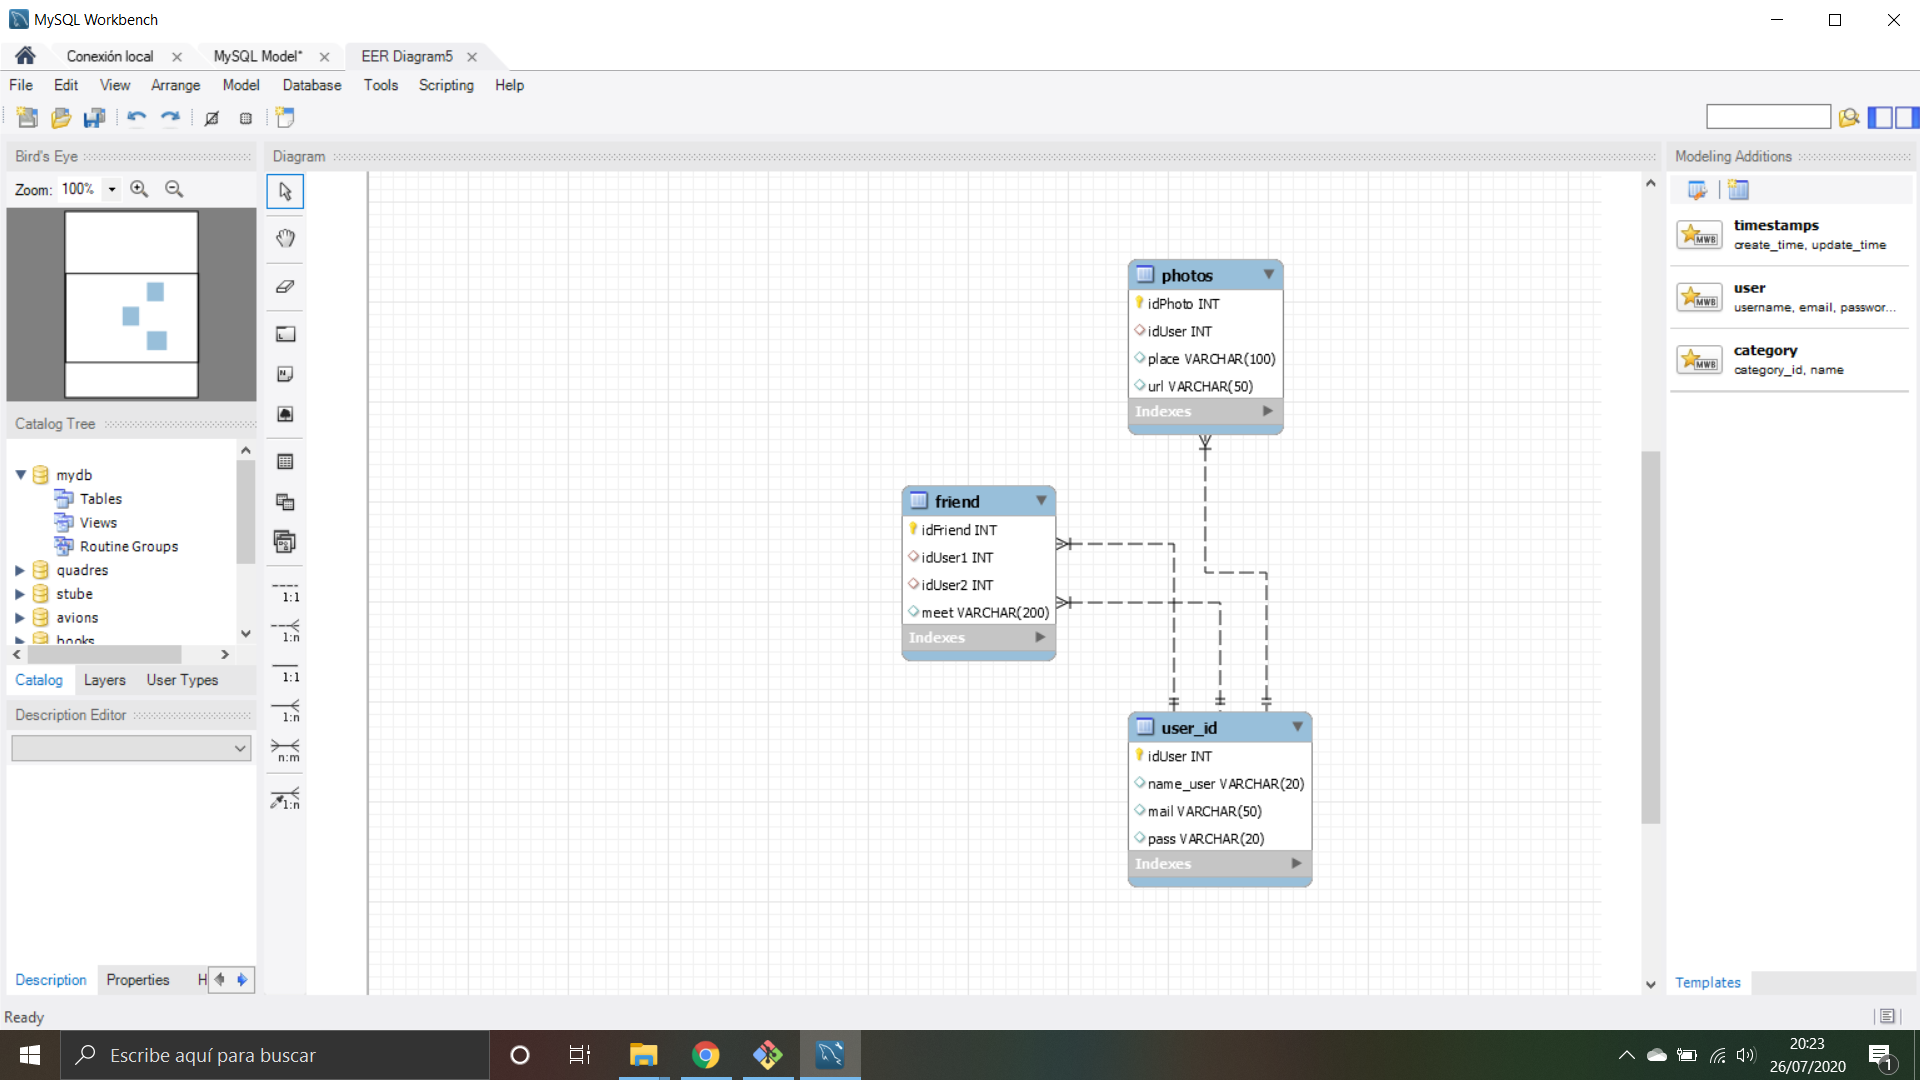 MySQL Workbench
Conexión local
MySQL Model*
EER Diagram5
File Edit View Arrange Model Database Tools Scripting Help
Bird's Eye
Zoom: 100%
Catalog Tree
mydb
Tables
Views
Routine Groups
quadres
stube
avions
books
Catalog Layers User Types
Description Editor
Description Properties H
Ready
Diagram
1:1
1:n
1:1
1:n
n:m
1:n
photos
idPhoto INT
idUser INT
place VARCHAR(100)
url VARCHAR(50)
Indexes
friend
idFriend INT
idUser1 INT
idUser2 INT
meet VARCHAR(200)
Indexes
user_id
idUser INT
name_user VARCHAR(20)
mail VARCHAR(50)
pass VARCHAR(20)
Indexes
Modeling Additions
MWB
timestamps
create_time, update_time
MWB
user
username, email, passwor...
MWB
category
category_id, name
Templates
Escribe aquí para buscar
20:23
26/07/2020
1